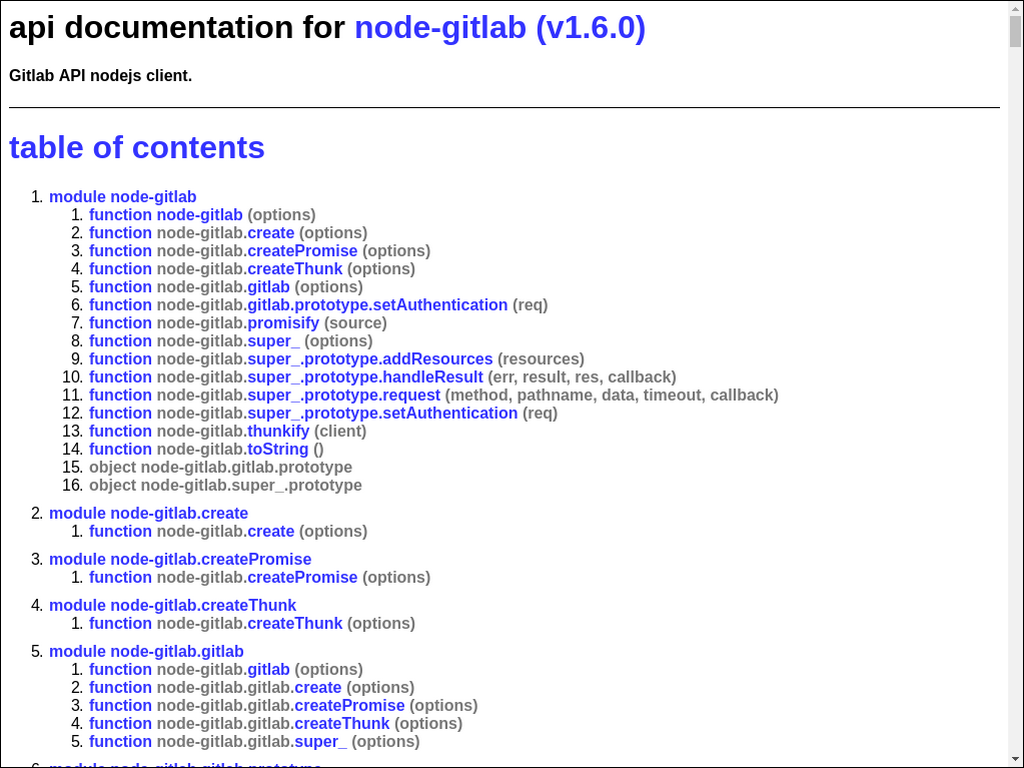 api documentation for node-gitlab (v1.6.0)
Gitlab API nodejs client.
table of contents
1. module node-gitlab
1. function node-gitlab (options)
2. function node-gitlab.create (options)
3. function node-gitlab.createPromise (options)
4. function node-gitlab.createThunk (options)
5. function node-gitlab.gitlab (options)
6. function node-gitlab.gitlab.prototype.setAuthentication (req)
7. function node-gitlab.promisify (source)
8. function node-gitlab.super_ (options)
9. function node-gitlab.super_.prototype.addResources (resources)
10. function node-gitlab.super_.prototype.handleResult (err, result, res, callback)
11. function node-gitlab.super_.prototype.request (method, pathname, data, timeout, callback)
12. function node-gitlab.super_.prototype.setAuthentication (req)
13. function node-gitlab.thunkify (client)
14. function node-gitlab.toString ()
15. object node-gitlab.gitlab.prototype
16. object node-gitlab.super_.prototype
2. module node-gitlab.create
1. function node-gitlab.create (options)
3. module node-gitlab.createPromise
1. function node-gitlab.createPromise (options)
4. module node-gitlab.createThunk
1. function node-gitlab.createThunk (options)
5. module node-gitlab.gitlab
1. function node-gitlab.gitlab (options)
2. function node-gitlab.gitlab.create (options)
3. function node-gitlab.gitlab.createPromise (options)
4. function node-gitlab.gitlab.createThunk (options)
5. function node-gitlab.gitlab.super_ (options)
6. module node-gitlab.gitlab.prototype